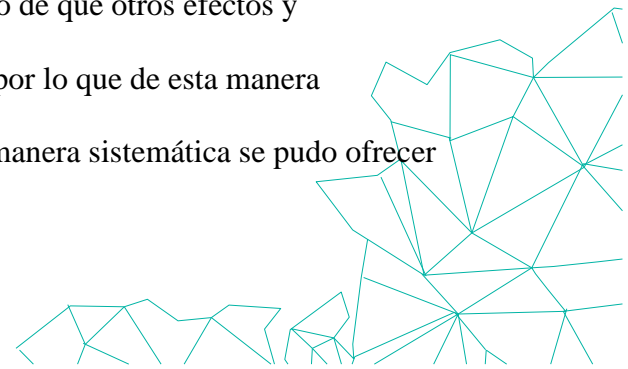 de que otros efectos y
por lo que de esta manera
manera sistemática se pudo ofrecer